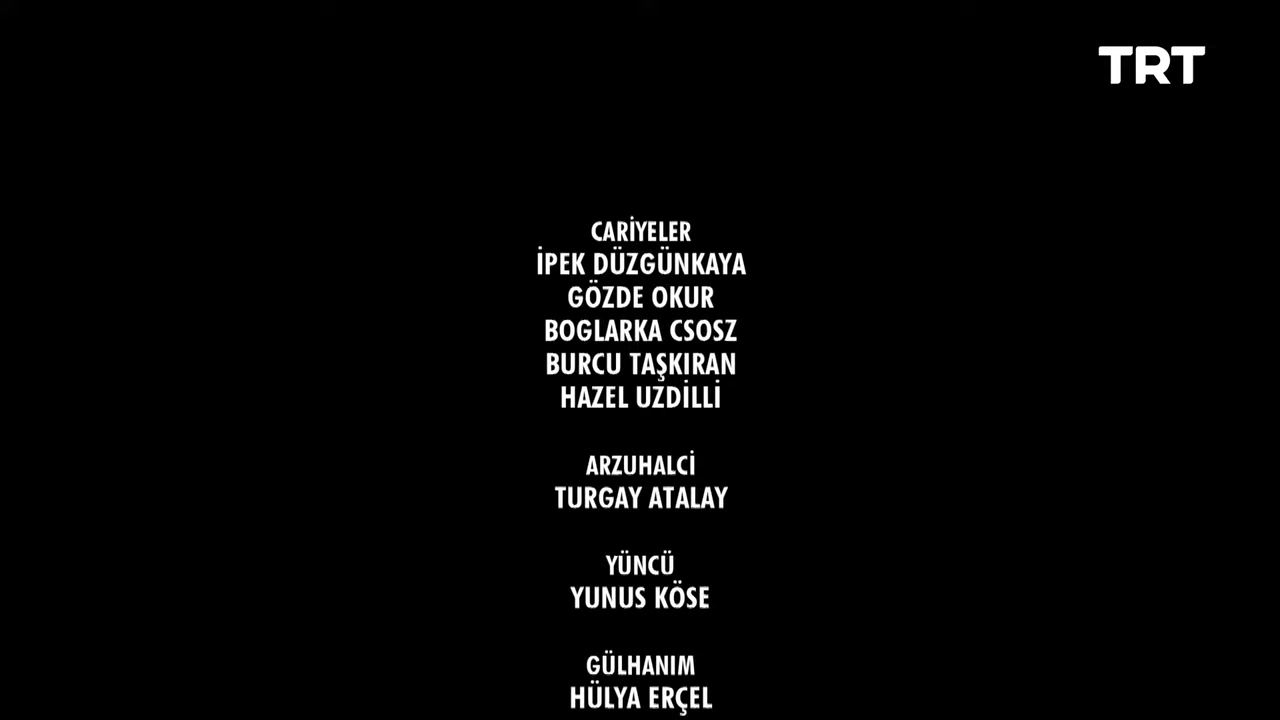 TRT
CARİYELER
İPEK DÜZGÜNKAYA
GÖZDE OKUR
BOGLARKA CSOSZ
BURCU TAŞKIRAN
HAZEL UZDİLLİ
ARZUHALCİ
TURGAY ATALAY
YÜNCÜ
YUNUS KÖSE
GÜLHANIM
HÜLYA ERÇEL